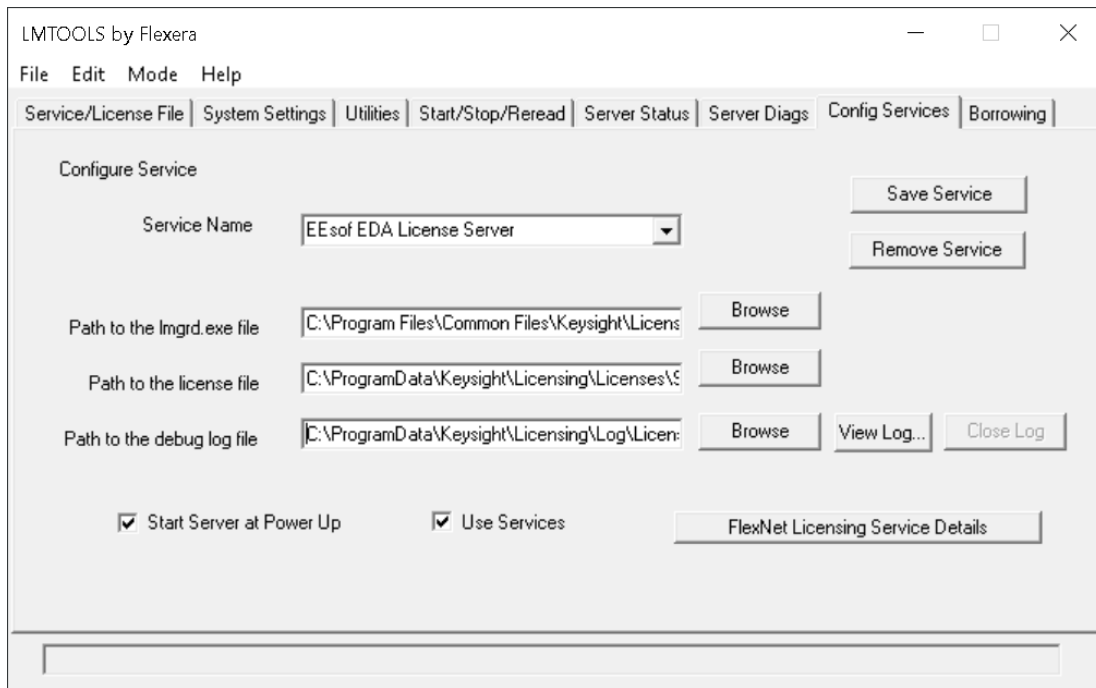 LMTOOLS by Flexera
File Edit Mode Help
Service/License File System Settings Utilities Start/Stop/Reread Server Status Server Diags Config Services Borrowing
Configure Service
Save Service
Service Name EEsof EDA License Server
Remove Service
Path to the lmgrd.exe file C:\Program Files\Common Files\Keysight\Licens Browse
Path to the license file C:\ProgramData\Keysight\Licensing\Licenses\S Browse
Path to the debug log file C:\ProgramData\Keysight\Licensing\Log\Licen: Browse View Log... Close Log
Start Server at Power Up Use Services FlexNet Licensing Service Details